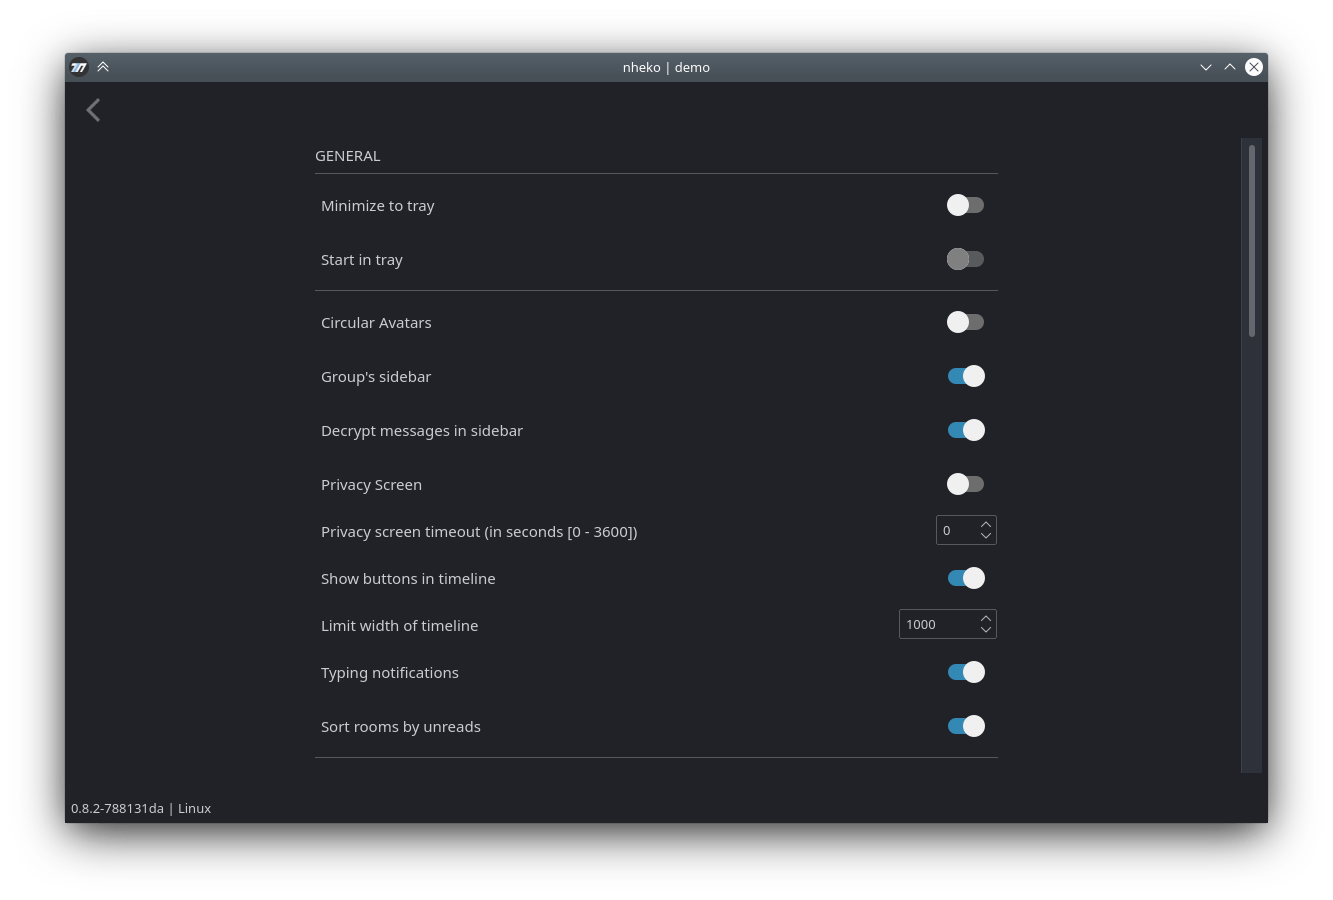 nheko | demo
GENERAL
Minimize to tray
Start in tray
Circular Avatars
Group's sidebar
Decrypt messages in sidebar
Privacy Screen
Privacy screen timeout (in seconds [0 - 3600])
0
Show buttons in timeline
Limit width of timeline
1000
Typing notifications
Sort rooms by unreads
0.8.2-788131da | Linux